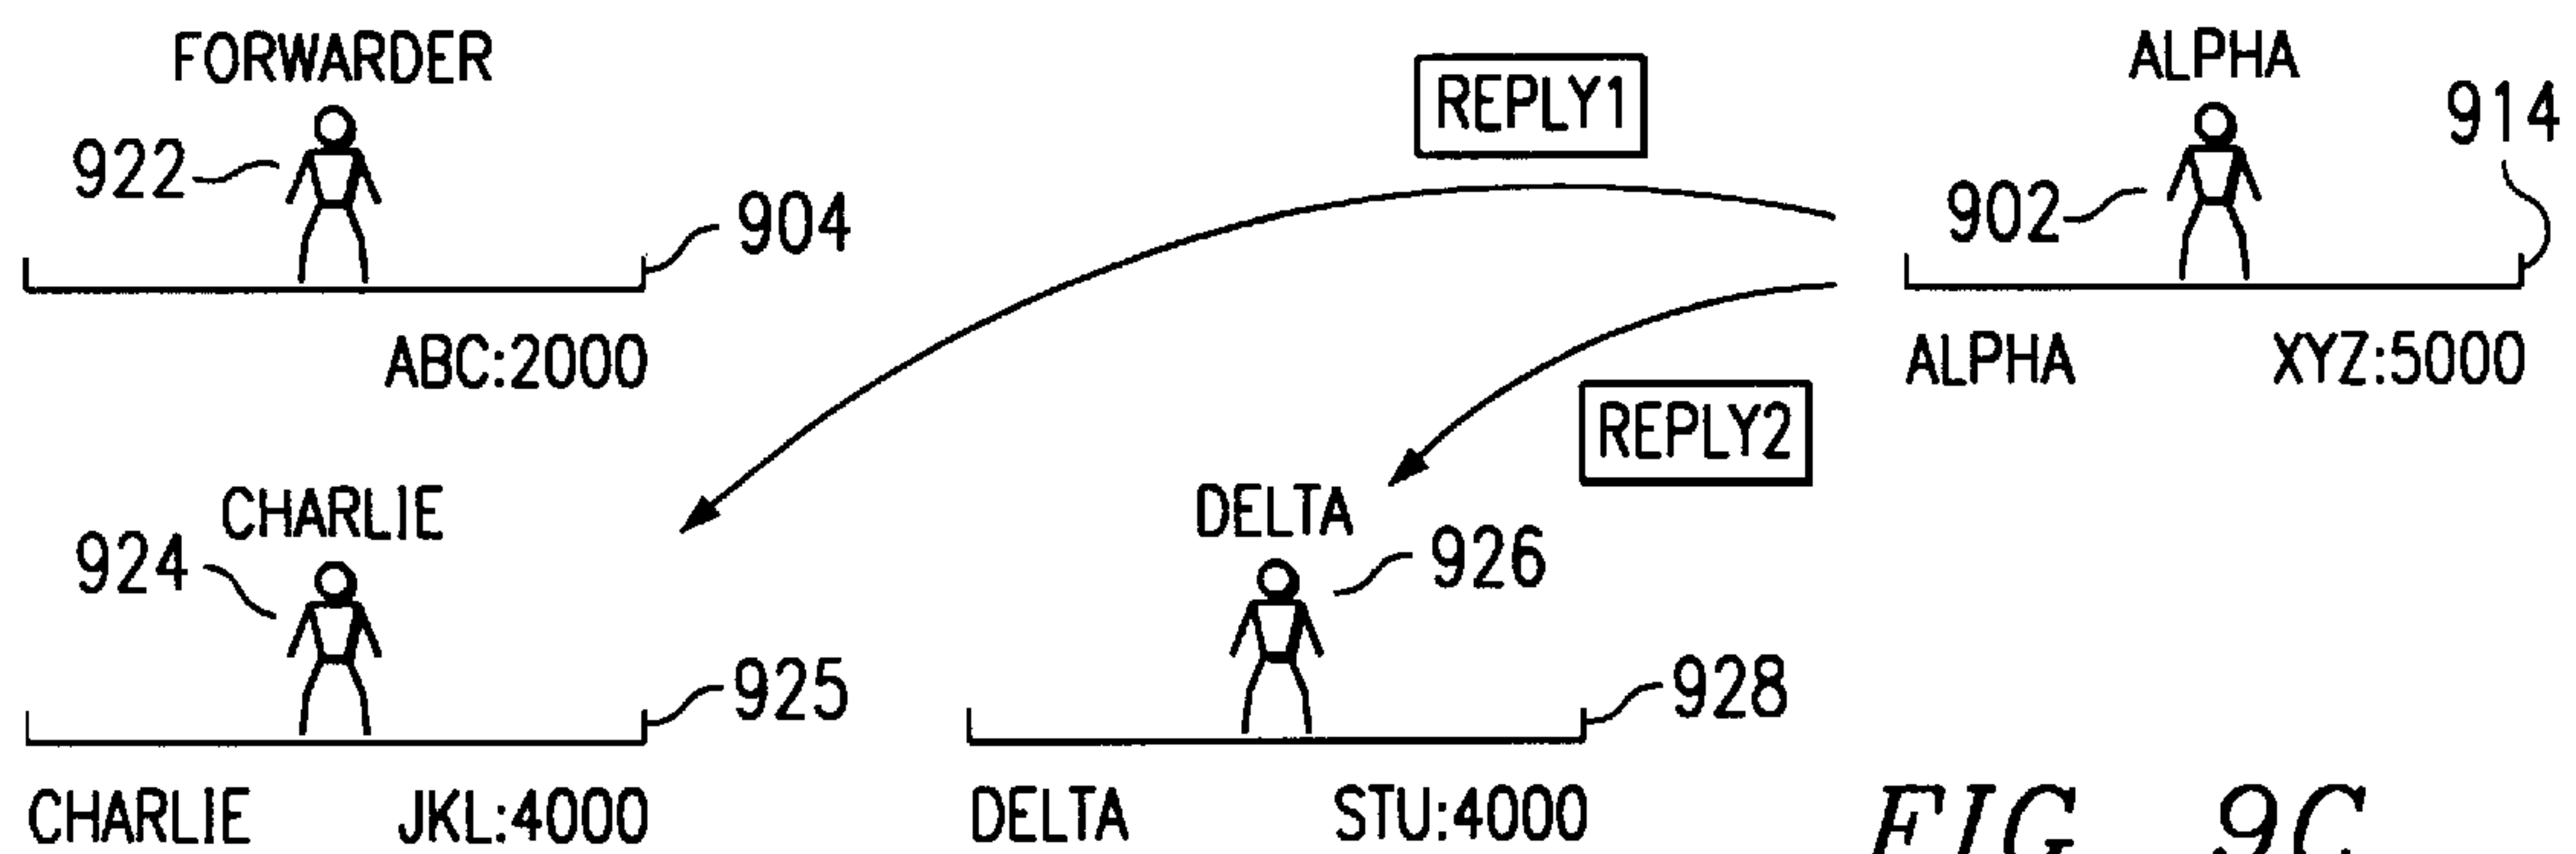 FORWARDER
922
904
ABC:2000
REPLY1
ALPHA
914
902
ALPHA XYZ:5000
REPLY2
CHARLIE
924
925
CHARLIE JKL:4000
DELTA
926
928
DELTA STU:4000
FIG. 9C